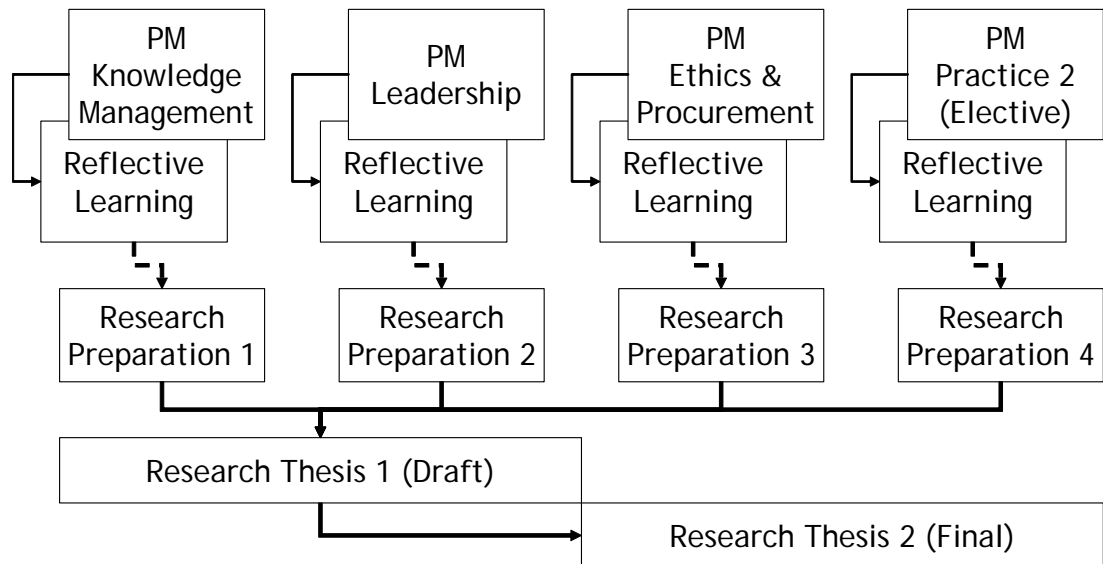 PM
Knowledge
Management
PM
Leadership
PM
Ethics &
Procurement
PM
Practice 2
(Elective)
Reflective
Learning
Reflective
Learning
Reflective
Learning
Reflective
Learning
Research
Preparation 1
Research
Preparation 2
Research
Preparation 3
Research
Preparation 4
Research Thesis 1 (Draft)
Research Thesis 2 (Final)